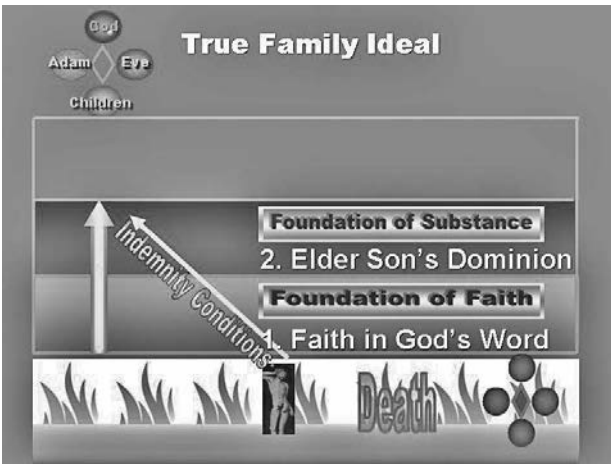 God
True Family Ideal
Adam Eve
Children
Foundation of Substance
2. Elder Son's Dominion
Indemnity Conditions
Foundation of Faith
1. Faith in God's Word
Death